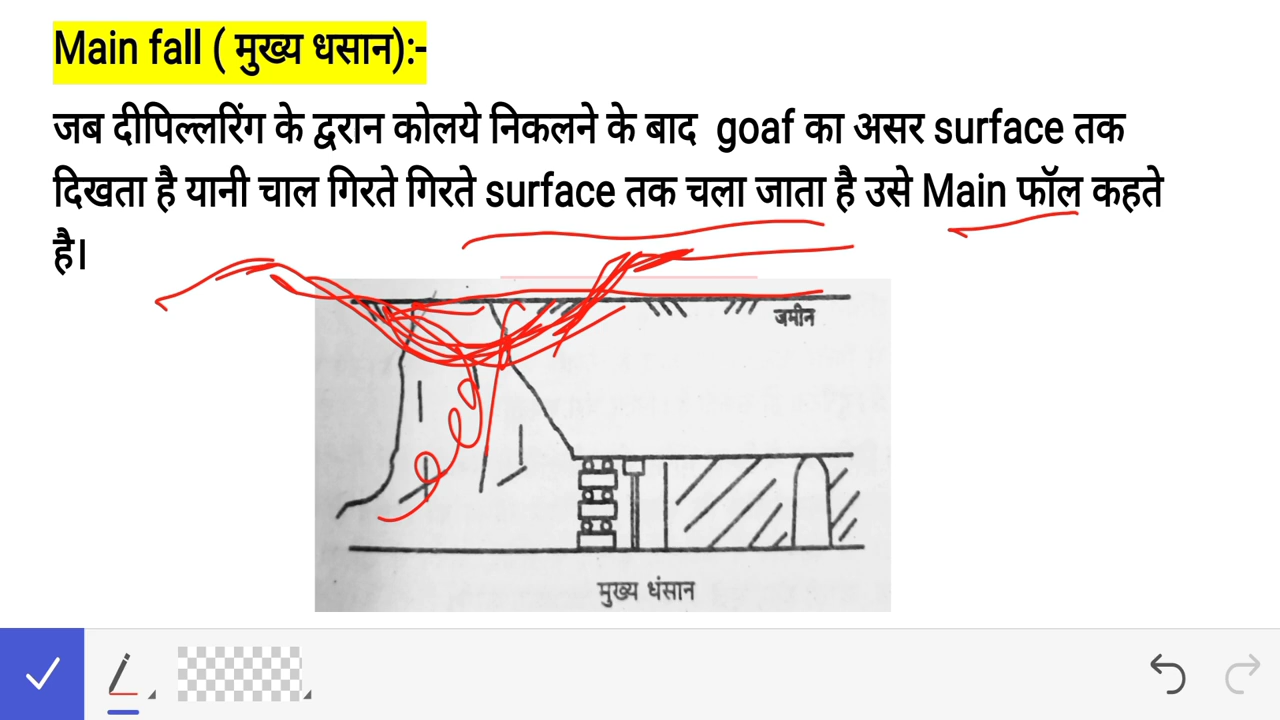 Main fall ( मुख्य धसान):-
जब दीपिल्लरिंग के द्वरान कोलये निकलने के बाद goaf का असर surface तक
दिखता है यानी चाल गिरते गिरते surface तक चला जाता है उसे Main फॉल कहते
है।
जमीन
मुख्य धंसान